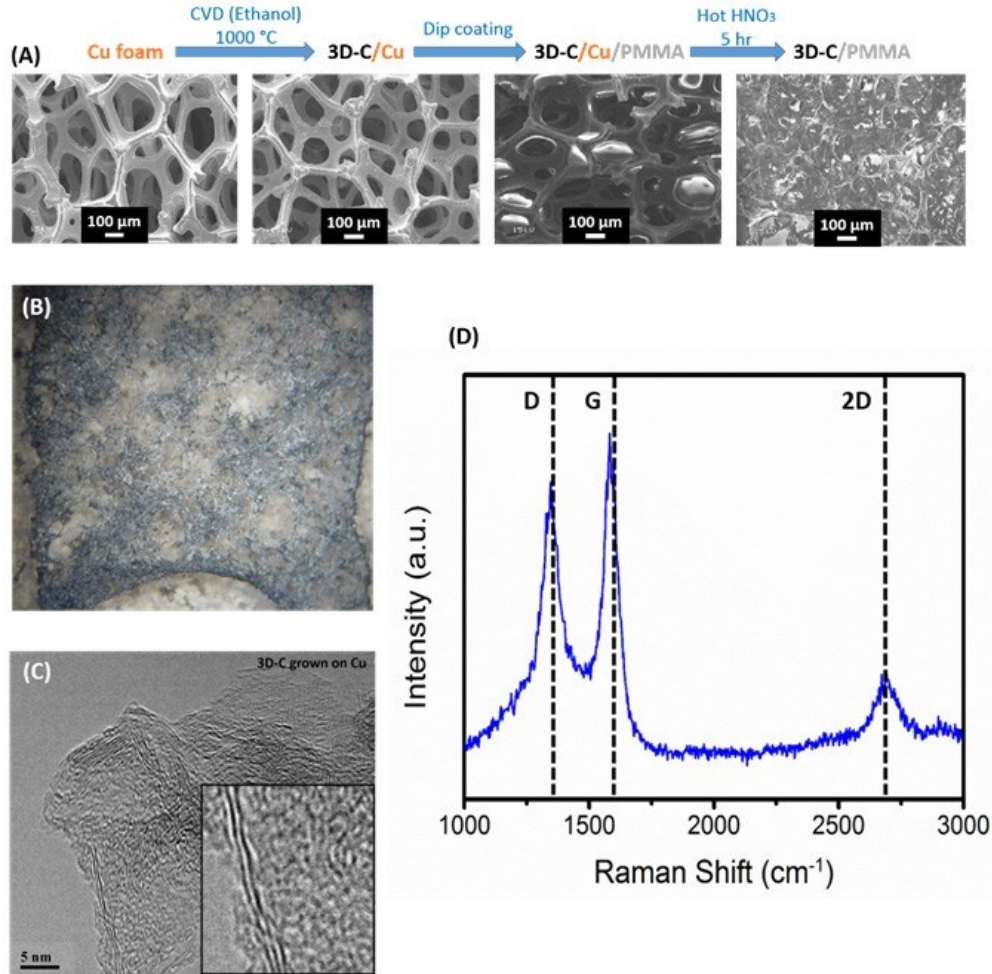 CVD (Ethanol)
1000 °C
Dip coating
Hot HNO₃
5 hr
(A)
Cu foam
3D-C/Cu
3D-C/Cu/PMMA
3D-C/PMMA
100 µm
100 µm
100 µm
100 µm
(B)
(C)
3D-C grown on Cu
5 nm
(D)
D
G
2D
Intensity (a.u.)
1000
1500
2000
2500
3000
Raman Shift (cm⁻¹)